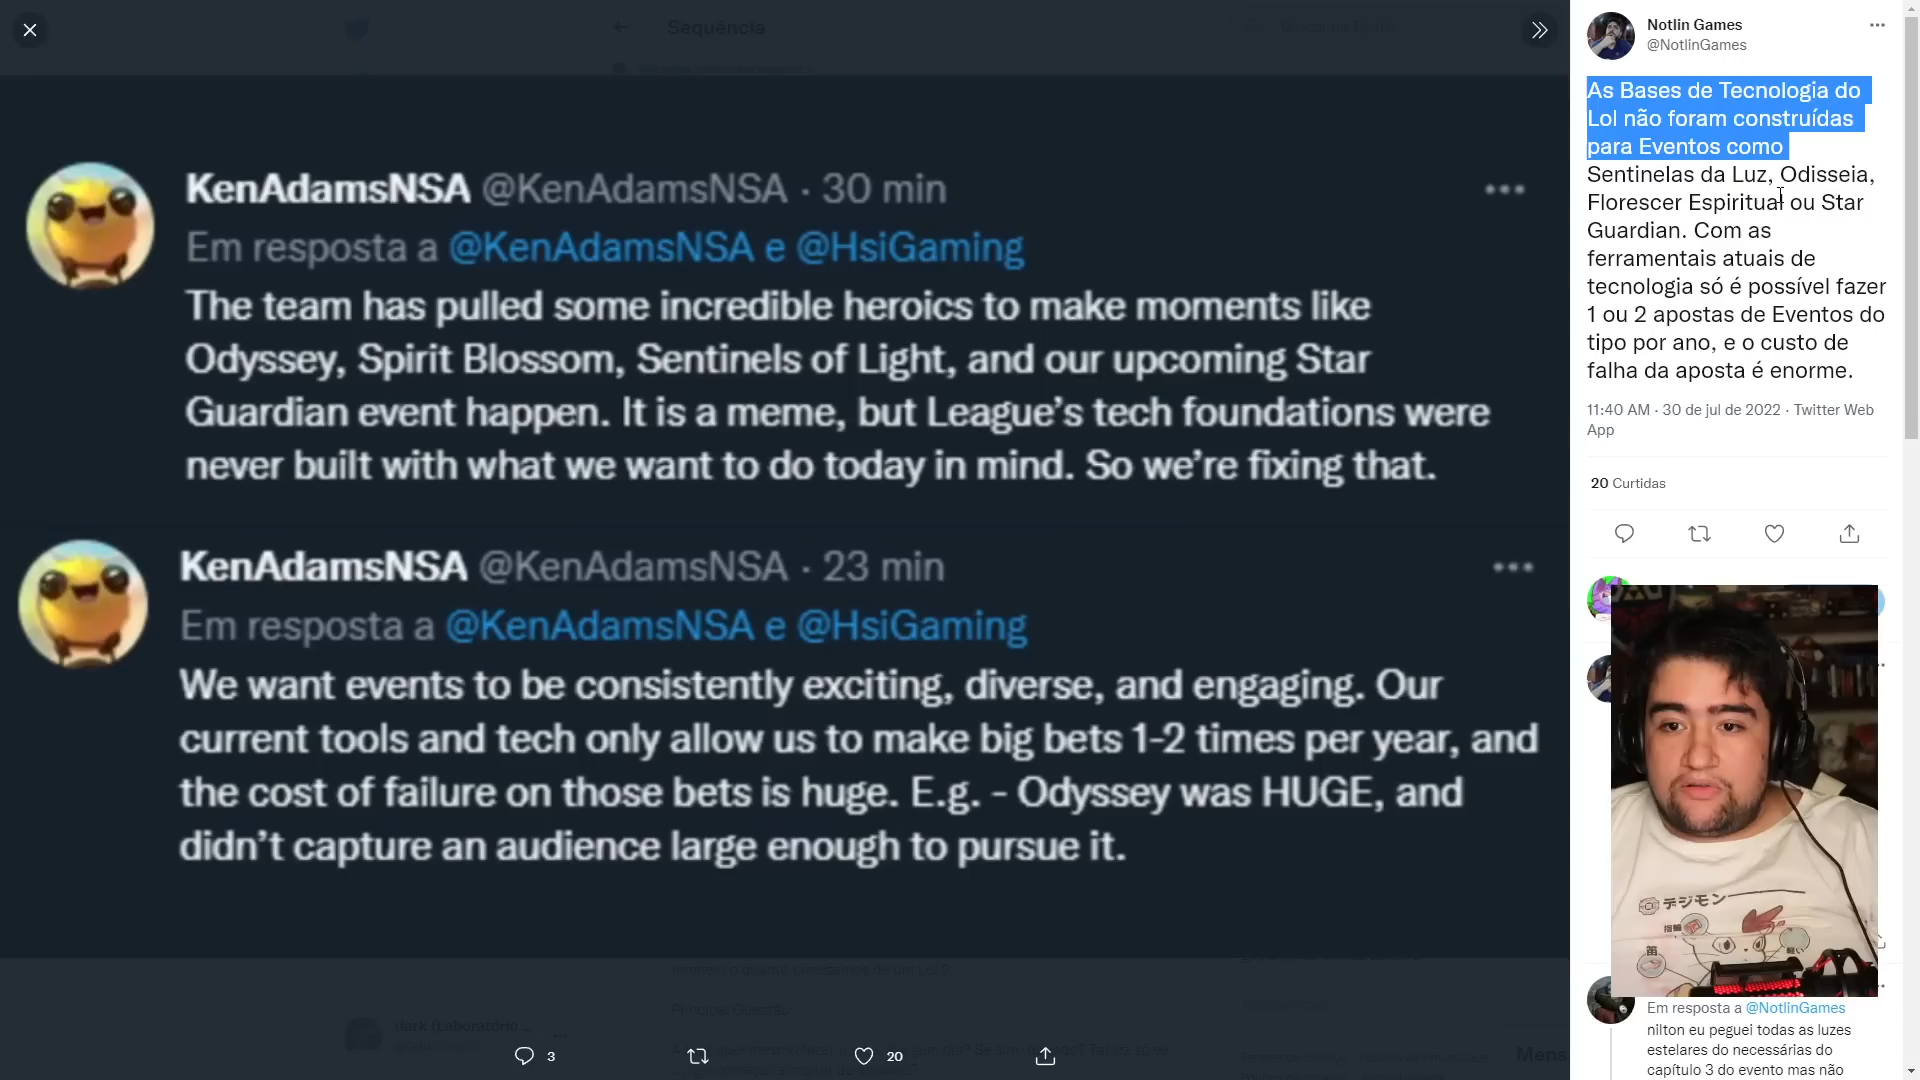 Sequência
KenAdamsNSA @KenAdamsNSA · 30 min
Em resposta a @KenAdamsNSA e @HsiGaming
The team has pulled some incredible heroics to make moments like
Odyssey, Spirit Blossom, Sentinels of Light, and our upcoming Star
Guardian event happen. It is a meme, but League's tech foundations were
never built with what we want to do today in mind. So we're fixing that.
KenAdamsNSA @KenAdamsNSA · 23 min
Em resposta a @KenAdamsNSA e @HsiGaming
We want events to be consistently exciting, diverse, and engaging. Our
current tools and tech only allow us to make big bets 1-2 times per year, and
the cost of failure on those bets is huge. E.g. - Odyssey was HUGE, and
didn't capture an audience large enough to pursue it.
3
20
Notlin Games
@NotlinGames
As Bases de Tecnologia do
Lol não foram construídas
para Eventos como
Sentinelas da Luz, Odisseia,
Florescer Espiritual ou Star
Guardian. Com as
ferramentais atuais de
tecnologia só é possível fazer
1 ou 2 apostas de Eventos do
tipo por ano, e o custo de
falha da aposta é enorme.
11:40 AM · 30 de jul de 2022 · Twitter Web
App
20 Curtidas
デジモン
笛
Em resposta a @NotlinGames
nilton eu peguei todas as luzes
estelares do necessárias do
capítulo 3 do evento mas não